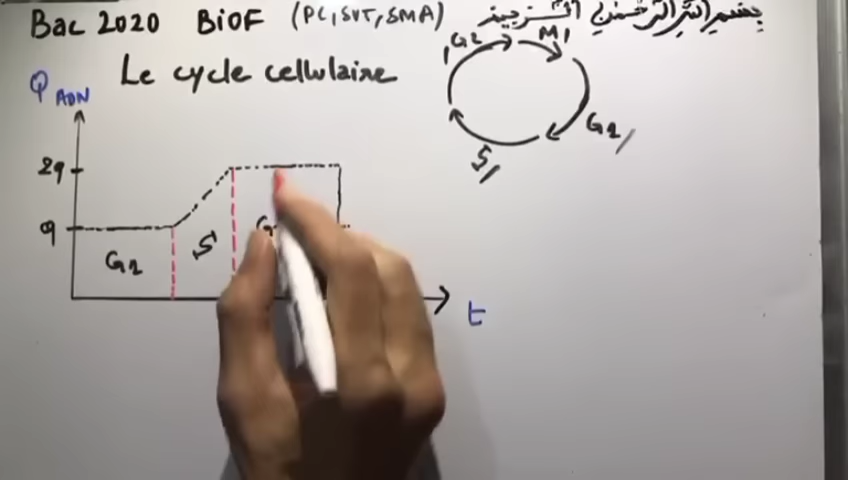 Bac 2020 BiOF (PC, SVT, SMA) بسم الله الرحمن الرحيم
Le cycle cellulaire
Q ADN
G2
M
G1
S
2q
q
G1
S
G
t